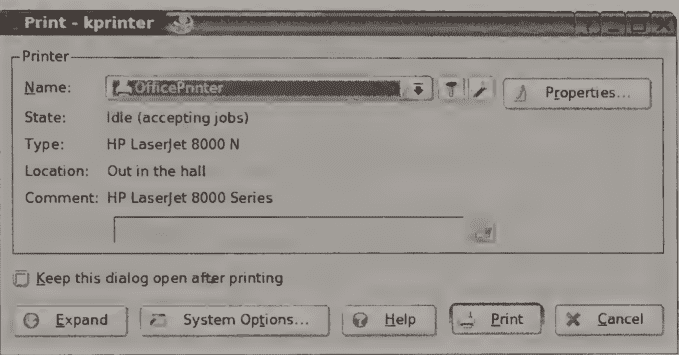 Print - kprinter
Printer
Name: OfficePrinter
Properties...
State: Idle (accepting jobs)
Type: HP LaserJet 8000 N
Location: Out in the hall
Comment: HP LaserJet 8000 Series
Keep this dialog open after printing
Expand System Options... Help Print Cancel